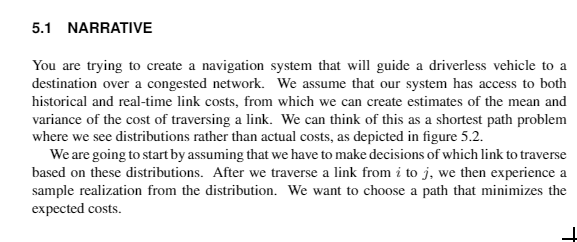 5.1 NARRATIVE
You are trying to create a navigation system that will guide a driverless vehicle to a
destination over a congested network. We assume that our system has access to both
historical and real-time link costs, from which we can create estimates of the mean and
variance of the cost of traversing a link. We can think of this as a shortest path problem
where we see distributions rather than actual costs, as depicted in figure 5.2.
We are going to start by assuming that we have to make decisions of which link to traverse
based on these distributions. After we traverse a link from i to j, we then experience a
sample realization from the distribution. We want to choose a path that minimizes the
expected costs.